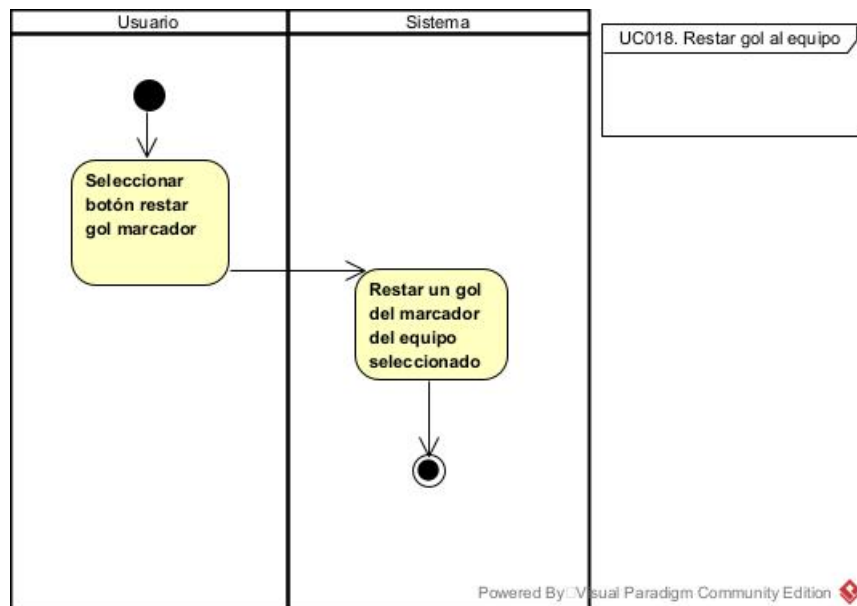 Usuario
Sistema
UC018. Restar gol al equipo
Seleccionar
botón restar
gol marcador
Restar un gol
del marcador
del equipo
seleccionado
Powered By Visual Paradigm Community Edition